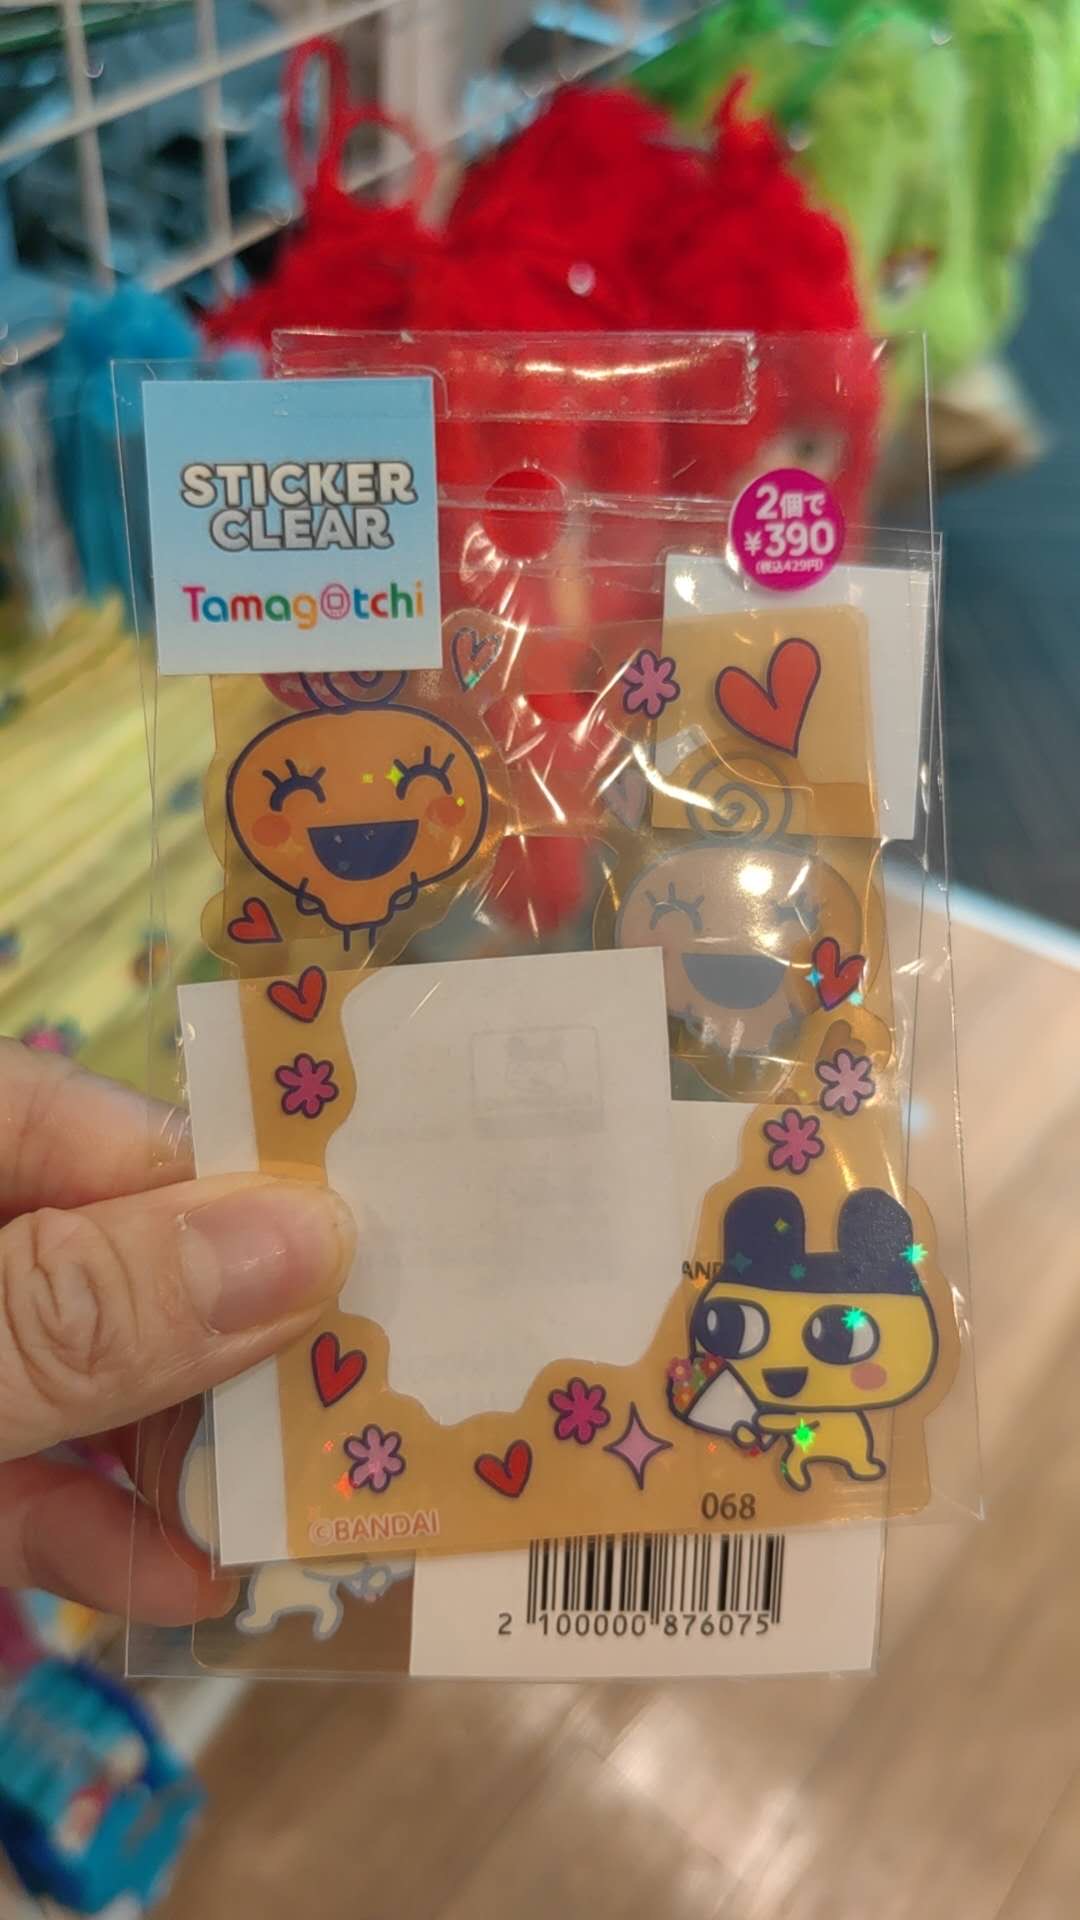 STICKER
CLEAR
Tamagotchi
2個で
¥390
(税込429円)
©BANDAI
068
2 100000 876075